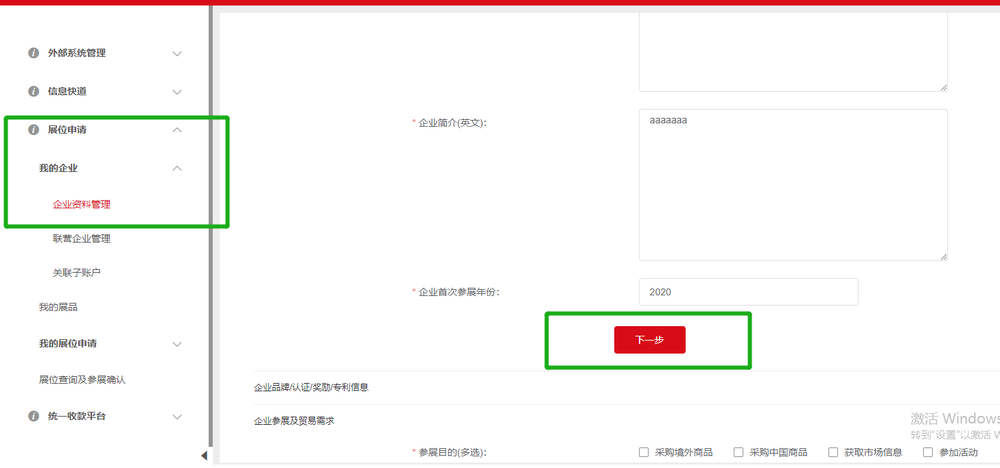 外部系统管理
信息快道
展位申请
我的企业
企业资料管理
联营企业管理
关联子账户
我的展品
我的展位申请
展位查询及参展确认
统一收款平台
* 企业简介(英文):
aaaaaaa
* 企业首次参展年份:
2020
下一步
企业品牌/认证/奖励/专利信息
企业参展及贸易需求
* 参展目的(多选):
采购境外商品 采购中国商品 获取市场信息 参加活动
激活 Windows
转到"设置"以激活 W